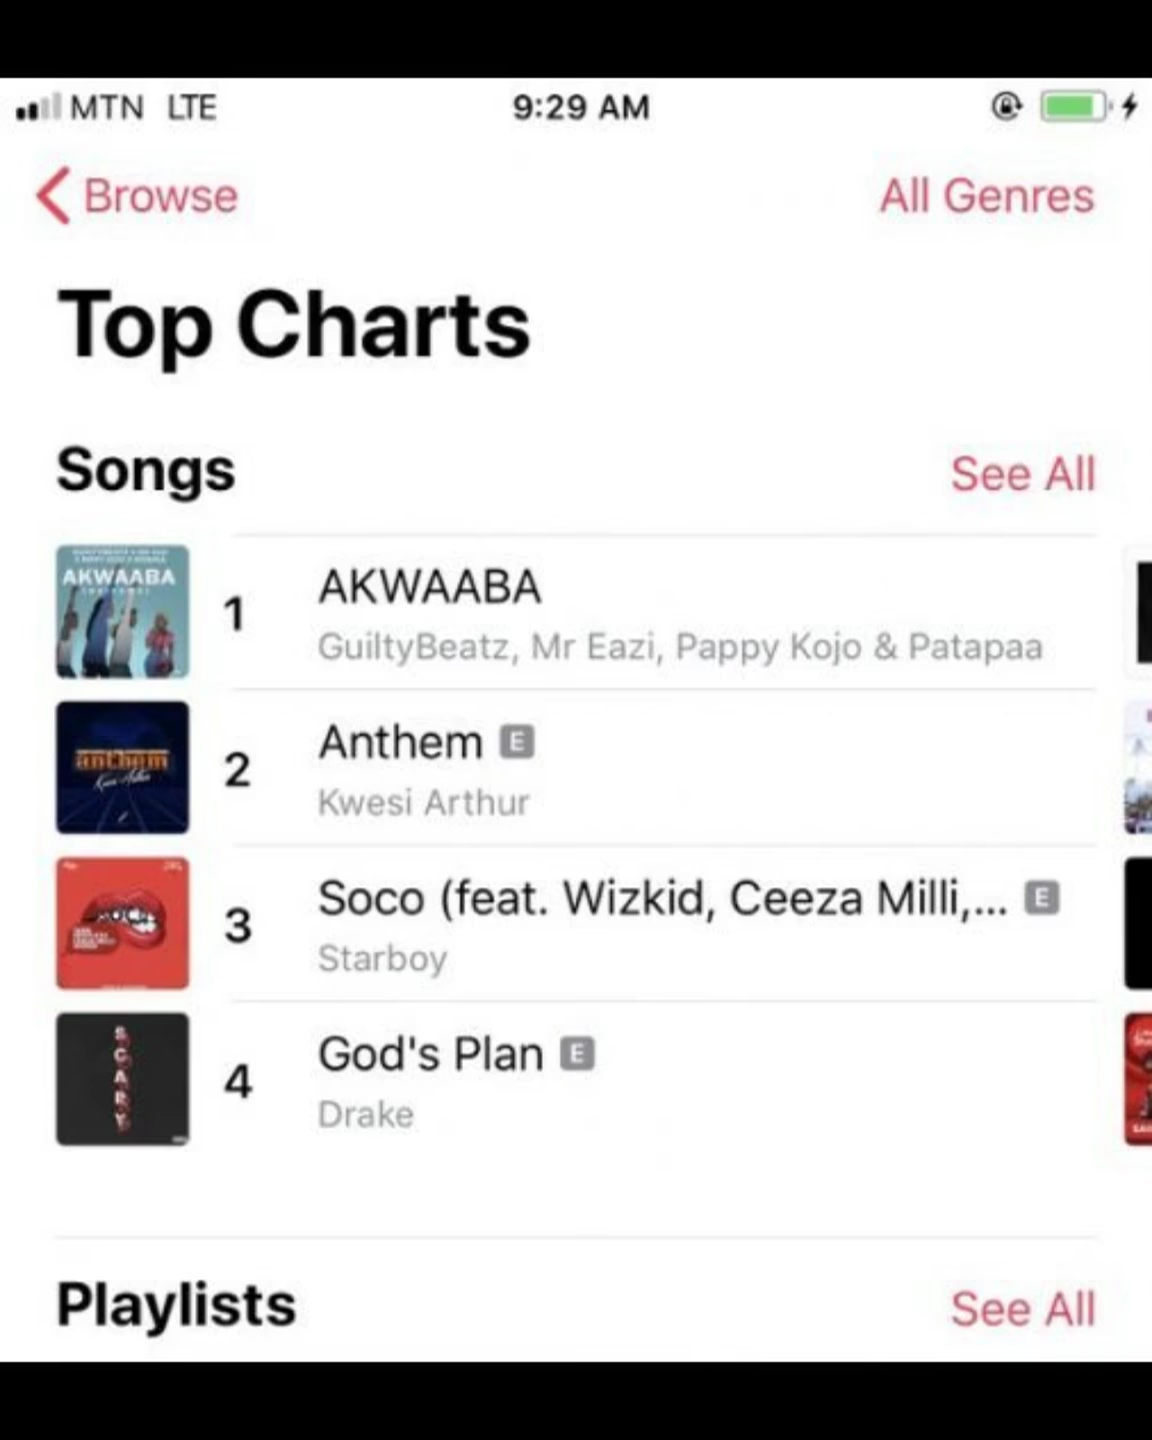 MTN LTE 9:29 AM
Browse All Genres
Top Charts
Songs See All
AKWAABA
1 AKWAABA
GuiltyBeatz, Mr Eazi, Pappy Kojo & Patapaa
anthem
2 Anthem E
Kwesi Arthur
SOCO
3 Soco (feat. Wizkid, Ceeza Milli,... E
Starboy
SCARY
4 God's Plan E
Drake
Playlists See All